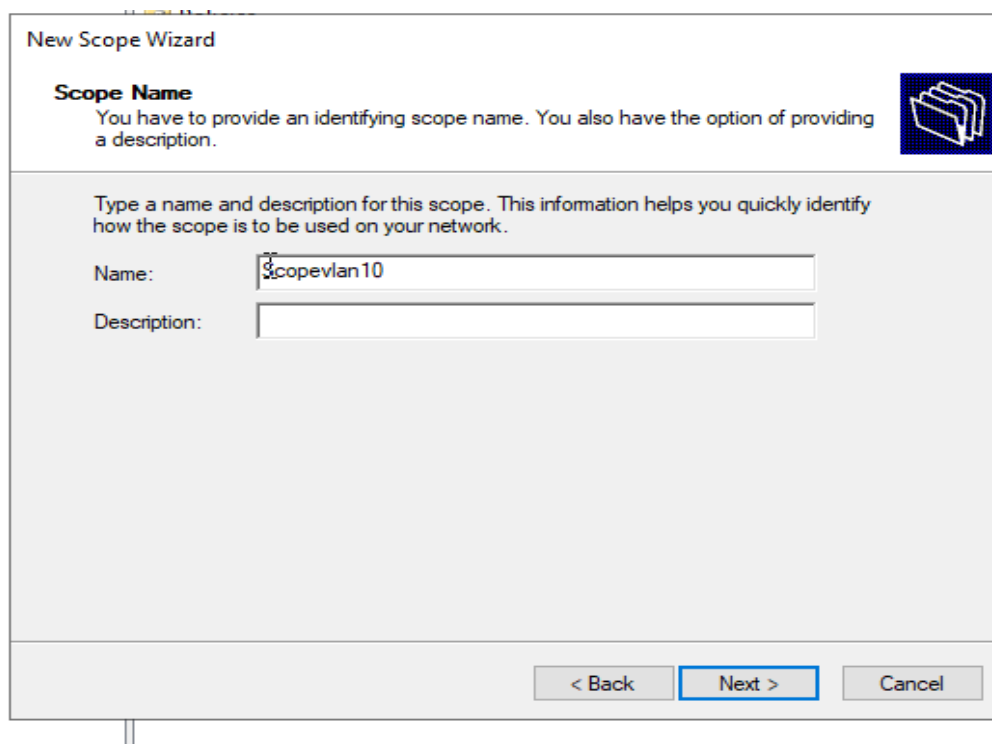 New Scope Wizard
Scope Name
You have to provide an identifying scope name. You also have the option of providing
a description.
Type a name and description for this scope. This information helps you quickly identify
how the scope is to be used on your network.
Name:
Scopevlan10
Description:
< Back
Next >
Cancel